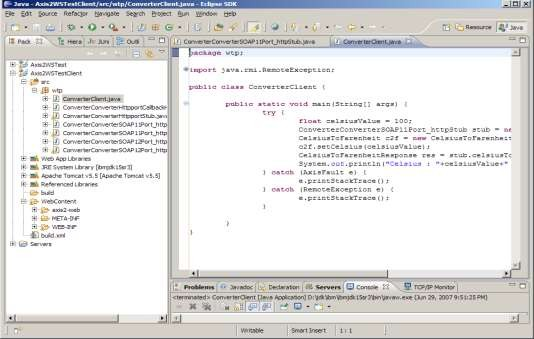 Java - Axis2WSTestClient/src/wtp/ConverterClient.java - Eclipse SDK
File Edit Source Refactor Navigate Search Project Run Window Help
Resource Java
Pack Hiera JUni Outli
Axis2WSTest
Axis2WSTestClient
src
wtp
ConverterClient.java
ConverterConverterHttpportCallbackH
ConverterConverterHttpportStub.java
ConverterConverterSOAP11Port_http
ConverterConverterSOAP11Port_http
ConverterConverterSOAP12Port_http
ConverterConverterSOAP12Port_http
Web App Libraries
JRE System Library [ibmjdk15sr3]
Apache Tomcat v5.5 [Apache Tomcat v5.5]
Referenced Libraries
build
WebContent
axis2-web
META-INF
WEB-INF
build.xml
Servers
ConverterConverterSOAP11Port_httpStub.java ConverterClient.java
package wtp;
import java.rmi.RemoteException;
public class ConverterClient {
public static void main(String[] args) {
try {
float celsiusValue = 100;
ConverterConverterSOAP11Port_httpStub stub = ne
CelsiusToFarenheit c2f = new CelsiusToFarenheit
c2f.setCelsius(celsiusValue);
CelsiusToFarenheitResponse res = stub.celsiusTo
System.out.println("Celsius : "+celsiusValue+"
} catch (AxisFault e) {
e.printStackTrace();
} catch (RemoteException e) {
e.printStackTrace();
}
}
}
Problems Javadoc Declaration Servers Console TCP/IP Monitor
<terminated> ConverterClient [Java Application] D:\jdk\ibm\ibmjdk15sr3\bin\javaw.exe (Jun 29, 2007 9:51:25 PM)
Writable Smart Insert 1 : 1